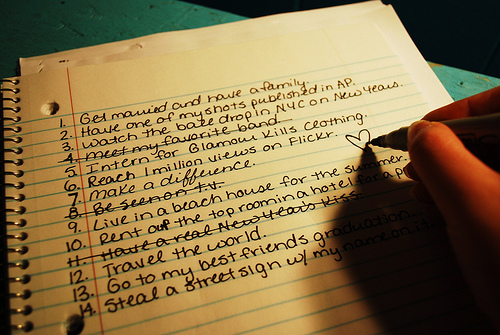 1. Get married and have a family.
2. Have one of my shots published in AP.
3. Watch the baze drop in NYC on New Years.
4. meet my favorite band
5. Intern for Glamour Kills clothing.
6. Reach 1 million views on Flickr.
7. make a difference.
8. Be seen on t.v.
9. Live in a beach house for the summer.
10. Rent out the top room in a hotel for a
11. Have a real New Year's kiss.
12. Travel the world.
13. Go to my best friends graduation.
14. Steal a street sign w/ my name on it